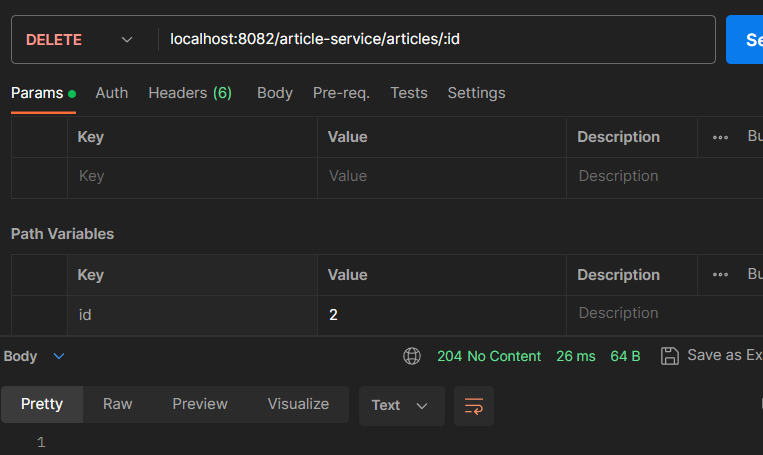 DELETE localhost:8082/article-service/articles/:id Se
Params Auth Headers (6) Body Pre-req. Tests Settings
Key Value Description ••• Bu
Key Value Description
Path Variables
Key Value Description ••• Bu
id 2 Description
Body 204 No Content 26 ms 64 B Save as Ex
Pretty Raw Preview Visualize Text
1